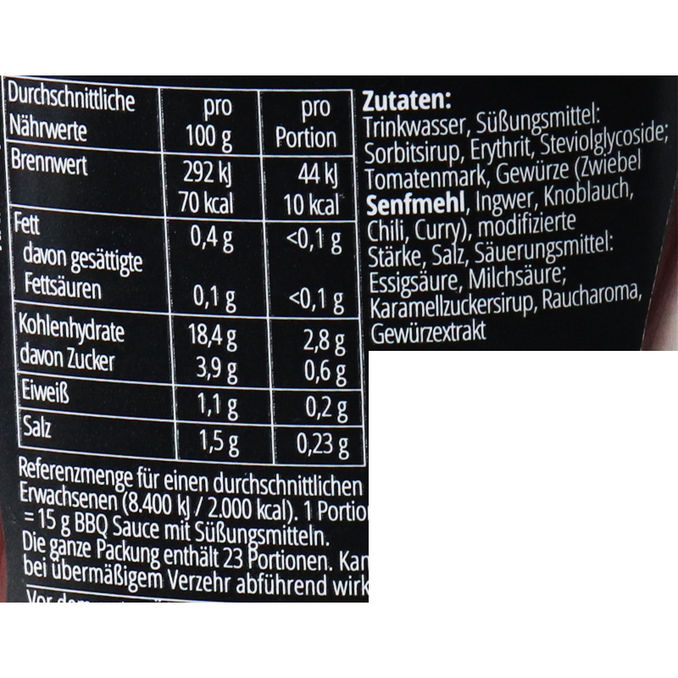 Durchschnittliche Nährwerte pro 100 g pro Portion
Brennwert 292 kJ 44 kJ
70 kcal 10 kcal
Fett 0,4 g <0,1 g
davon gesättigte
Fettsäuren 0,1 g <0,1 g
Kohlenhydrate 18,4 g 2,8 g
davon Zucker 3,9 g 0,6 g
Eiweiß 1,1 g 0,2 g
Salz 1,5 g 0,23 g
Referenzmenge für einen durchschnittlichen
Erwachsenen (8.400 kJ / 2.000 kcal). 1 Portio
= 15 g BBQ Sauce mit Süßungsmitteln.
Die ganze Packung enthält 23 Portionen. Kan
bei übermäßigem Verzehr abführend wirk
Zutaten:
Trinkwasser, Süßungsmittel:
Sorbitsirup, Erythrit, Steviolglycoside;
Tomatenmark, Gewürze (Zwiebel
Senfmehl, Ingwer, Knoblauch,
Chili, Curry), modifizierte
Stärke, Salz, Säuerungsmittel:
Essigsäure, Milchsäure;
Karamellzuckersirup, Raucharoma,
Gewürzextrakt